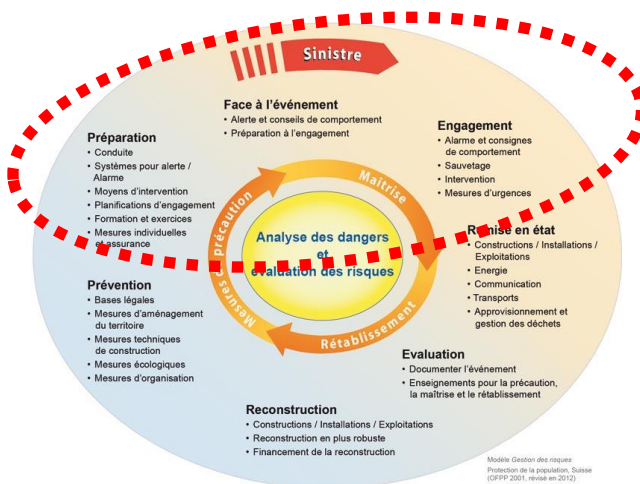 Sinistre
Face à l'événement
• Alerte et conseils de comportement
• Préparation à l'engagement
Préparation
• Conduite
• Systèmes pour alerte /
Alarme
• Moyens d'intervention
• Planifications d'engagement
• Formation et exercices
• Mesures individuelles
et assurance
Engagement
• Alarme et consignes
de comportement
• Sauvetage
• Intervention
• Mesures d'urgences
Maîtrise
Mesures de précaution
Rétablissement
Analyse des dangers
et
évaluation des risques
Remise en état
• Constructions / Installations /
Exploitations
• Energie
• Communication
• Transports
• Approvisionnement et
gestion des déchets
Prévention
• Bases légales
• Mesures d'aménagement
du territoire
• Mesures techniques
de construction
• Mesures écologiques
• Mesures d'organisation
Evaluation
• Documenter l'événement
• Enseignements pour la précaution,
la maîtrise et le rétablissement
Reconstruction
• Constructions / Installations / Exploitations
• Reconstruction en plus robuste
• Financement de la reconstruction
Modèle Gestion des risques
Protection de la population, Suisse
(OFPP 2001, révisé en 2012)